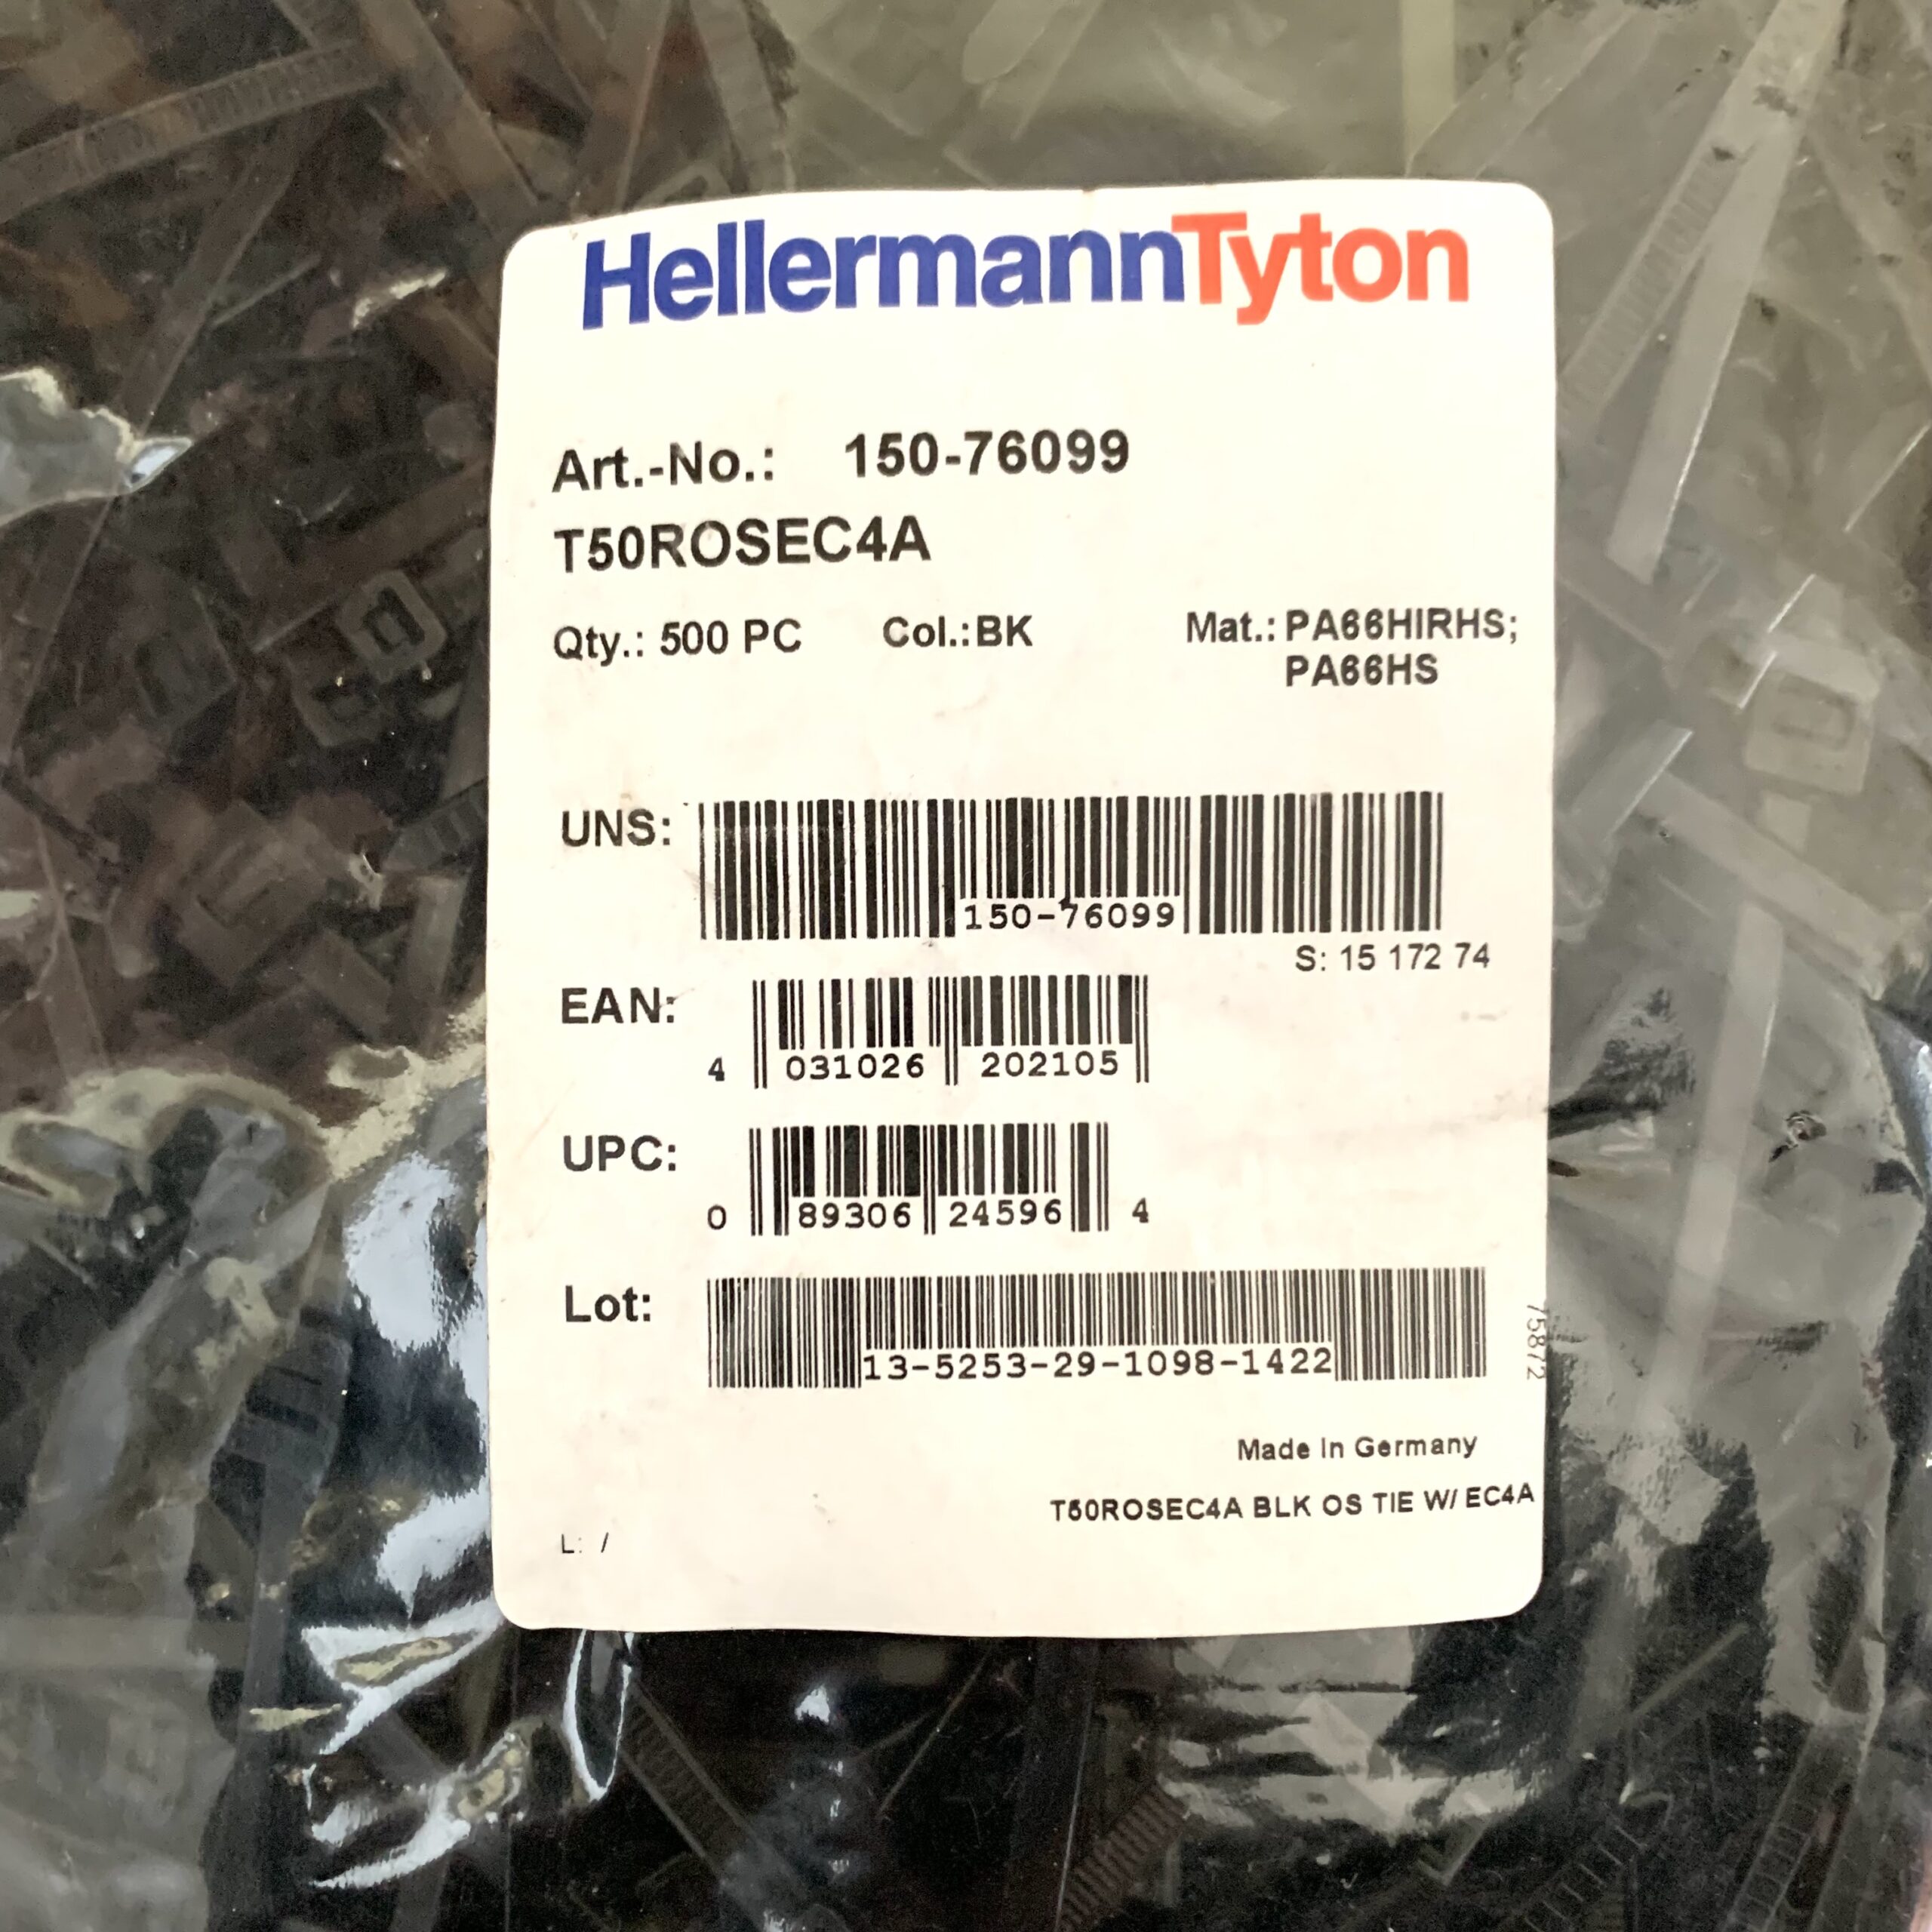 HellermannTyton
Art.-No.: 150-76099
T50ROSEC4A
Qty.: 500 PC Col.:BK Mat.: PA66HIRHS;
PA66HS
UNS:
150-76099
S: 15 172 74
EAN:
4 031026 202105
UPC:
0 89306 24596 4
Lot:
13-5253-29-1098-1422
75872
Made In Germany
T50ROSEC4A BLK OS TIE W/ EC4A
L: /